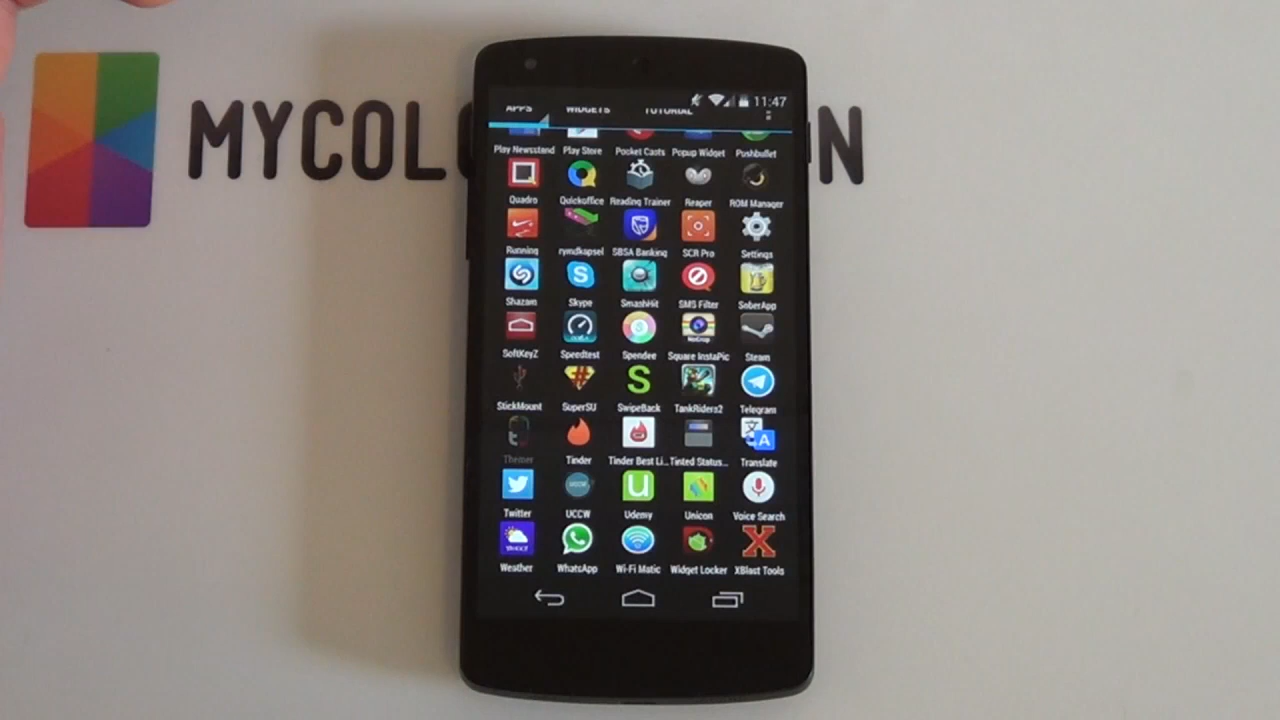 MYCOL
N
11:47
APPS WIDGETS TUTORIAL
Play Newsstand Play Store Pocket Casts Popup Widget Pushbullet
Quadro Quickoffice Reading Trainer Reaper ROM Manager
Running rymdkapsel SBSA Banking SCR Pro Settings
Shazam Skype SmashHit SMS Filter SoberApp
SoftKeyZ Speedtest Spendee Square InstaPic Steam
StickMount SuperSU SwipeBack TankRiders2 Telegram
Themer Tinder Tinder Best Li... Tinted Status... Translate
Twitter UCCW Udemy Unicon Voice Search
Weather WhatsApp Wi-Fi Matic Widget Locker XBlast Tools